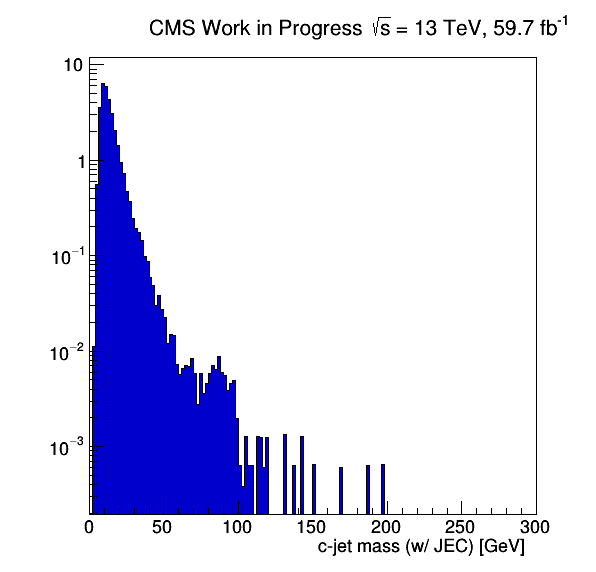 CMS Work in Progress √s = 13 TeV, 59.7 fb⁻¹
10
1
10⁻¹
10⁻²
10⁻³
0 50 100 150 200 250 300
c-jet mass (w/ JEC) [GeV]